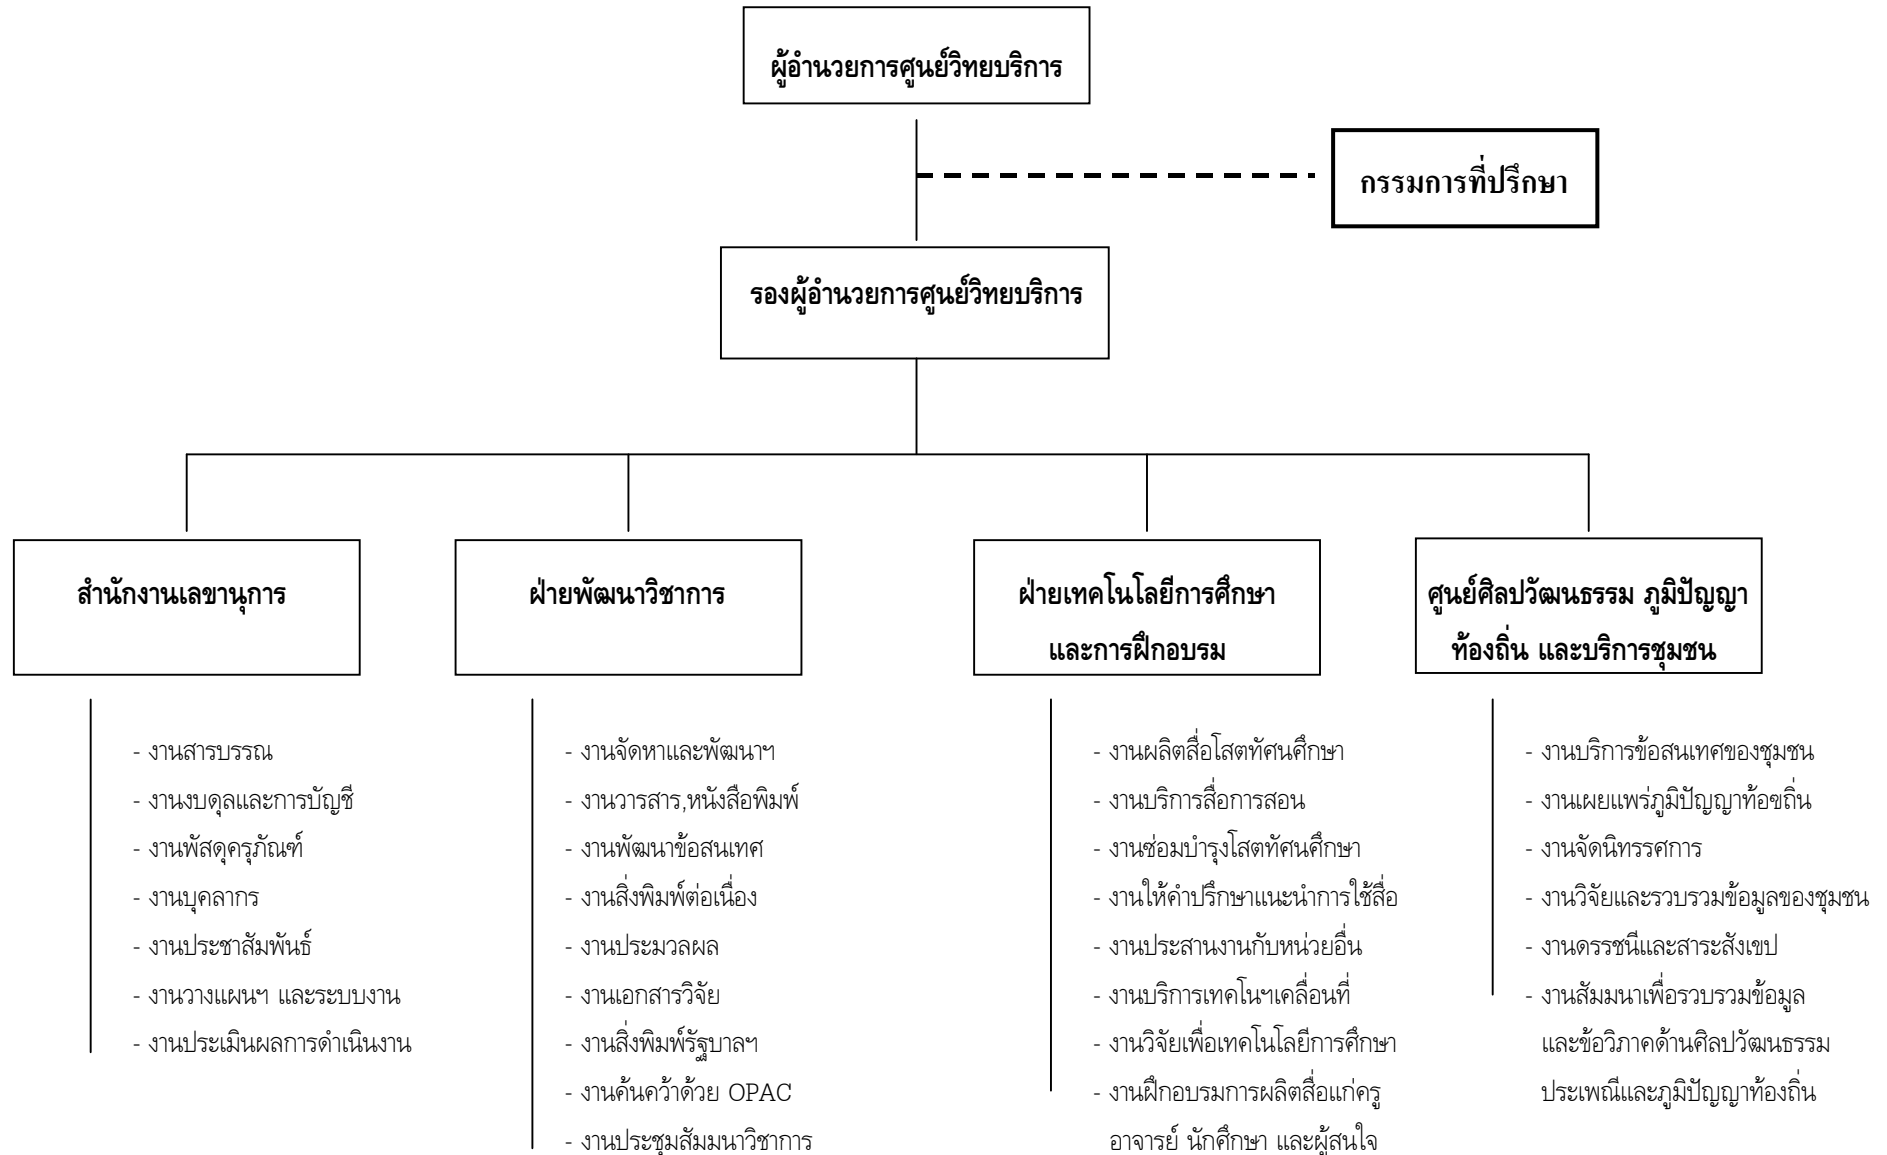 ผู้อำนวยการศูนย์วิทยบริการ
กรรมการที่ปรึกษา
รองผู้อำนวยการศูนย์วิทยบริการ
สำนักงานเลขานุการ
- งานสารบรรณ
- งานงบดุลและการบัญชี
- งานพัสดุครุภัณฑ์
- งานบุคลากร
- งานประชาสัมพันธ์
- งานวางแผนฯ และระบบงาน
- งานประเมินผลการดำเนินงาน
ฝ่ายพัฒนาวิชาการ
- งานจัดหาและพัฒนาฯ
- งานวารสาร,หนังสือพิมพ์
- งานพัฒนาข้อสนเทศ
- งานสิ่งพิมพ์ต่อเนื่อง
- งานประมวลผล
- งานเอกสารวิจัย
- งานสิ่งพิมพ์รัฐบาลฯ
- งานค้นคว้าด้วย OPAC
- งานประชุมสัมมนาวิชาการ
ฝ่ายเทคโนโลยีการศึกษา
และการฝึกอบรม
- งานผลิตสื่อโสตทัศนศึกษา
- งานบริการสื่อการสอน
- งานซ่อมบำรุงโสตทัศนศึกษา
- งานให้คำปรึกษาแนะนำการใช้สื่อ
- งานประสานงานกับหน่วยอื่น
- งานบริการเทคโนฯเคลื่อนที่
- งานวิจัยเพื่อเทคโนโลยีการศึกษา
- งานฝึกอบรมการผลิตสื่อแก่ครู
อาจารย์ นักศึกษา และผู้สนใจ
ศูนย์ศิลปวัฒนธรรม ภูมิปัญญา
ท้องถิ่น และบริการชุมชน
- งานบริการข้อสนเทศของชุมชน
- งานเผยแพร่ภูมิปัญญาท้อขถิ่น
- งานจัดนิทรรศการ
- งานวิจัยและรวบรวมข้อมูลของชุมชน
- งานดรรชนีและสาระสังเขป
- งานสัมมนาเพื่อรวบรวมข้อมูล
และข้อวิภาคด้านศิลปวัฒนธรรม
ประเพณีและภูมิปัญญาท้องถิ่น